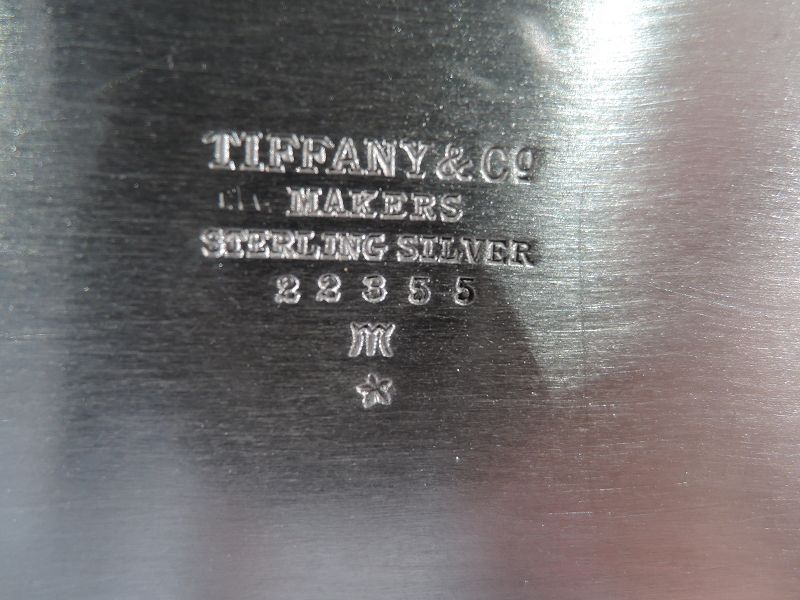 TIFFANY & Co
MAKERS
STERLING SILVER
22355
M